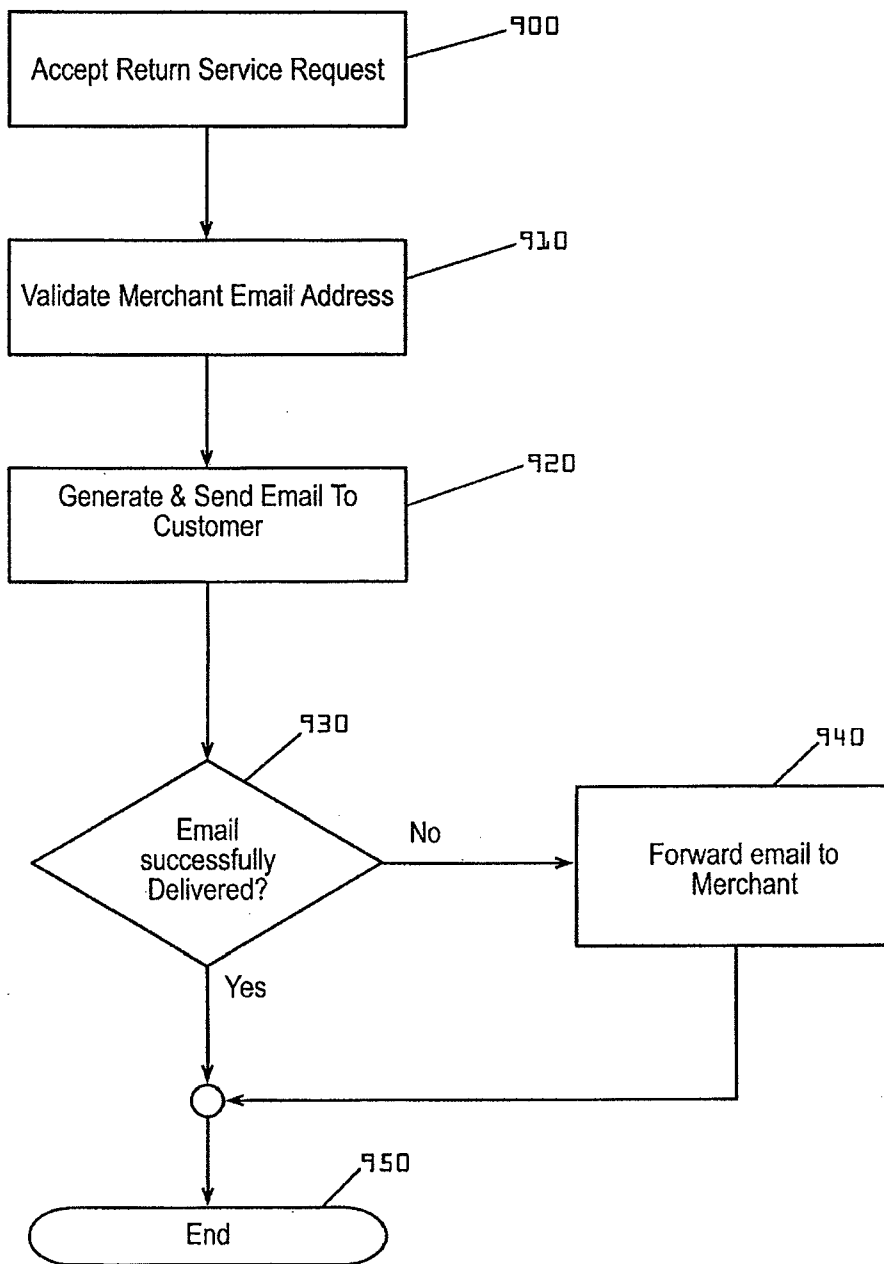 900
Accept Return Service Request
910
Validate Merchant Email Address
920
Generate & Send Email To
Customer
930
940
Email
successfully
Delivered?
No
Forward email to
Merchant
Yes
950
End